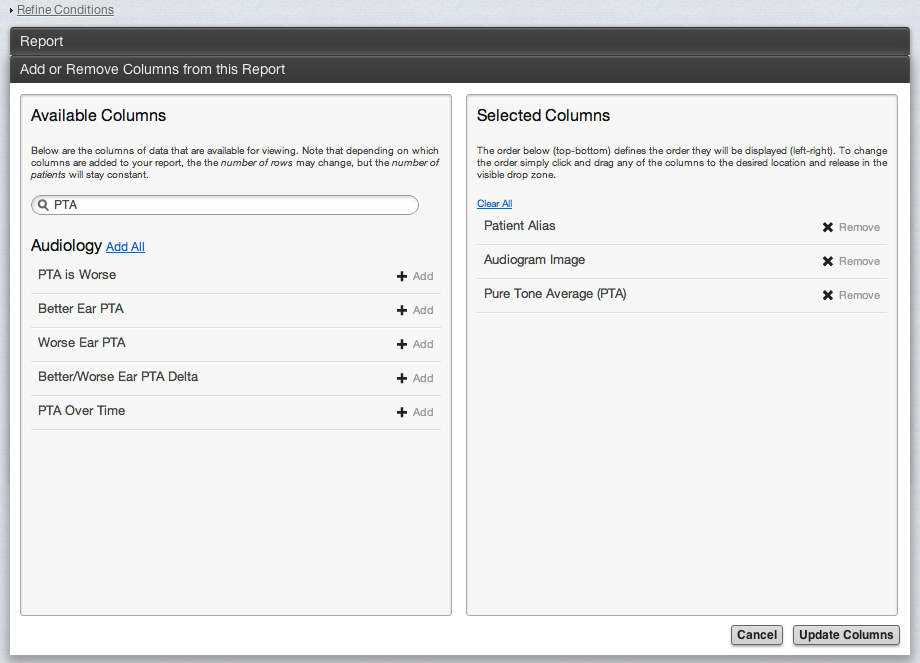 Refine Conditions
Report
Add or Remove Columns from this Report
Available Columns
Below are the columns of data that are available for viewing. Note that depending on which
columns are added to your report, the the number of rows may change, but the number of
patients will stay constant.
PTA
Audiology Add All
PTA is Worse Add
Better Ear PTA Add
Worse Ear PTA Add
Better/Worse Ear PTA Delta Add
PTA Over Time Add
Selected Columns
The order below (top-bottom) defines the order they will be displayed (left-right). To change
the order simply click and drag any of the columns to the desired location and release in the
visible drop zone.
Clear All
Patient Alias Remove
Audiogram Image Remove
Pure Tone Average (PTA) Remove
Cancel Update Columns